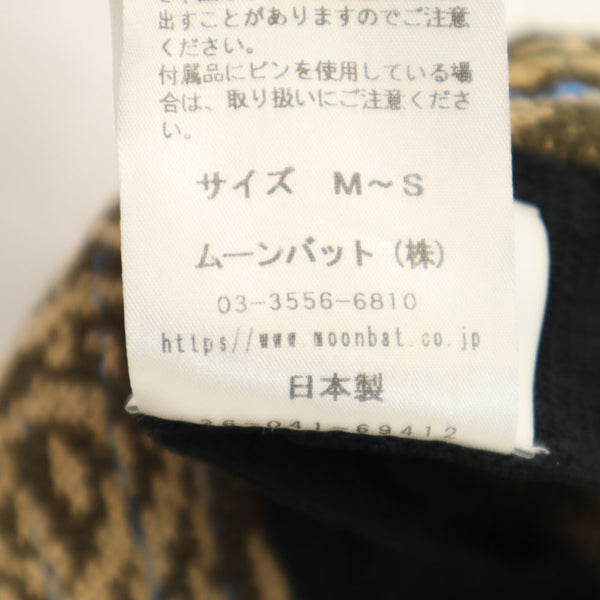 出すことがありますのでご注意
ください。
付属品にピンを使用している場
合は、取り扱いにご注意くださ
い。
サイズ M～S
ムーンバット（株）
03-3556-6810
https//www moonbat.co.jp
日本製
26-041-69412